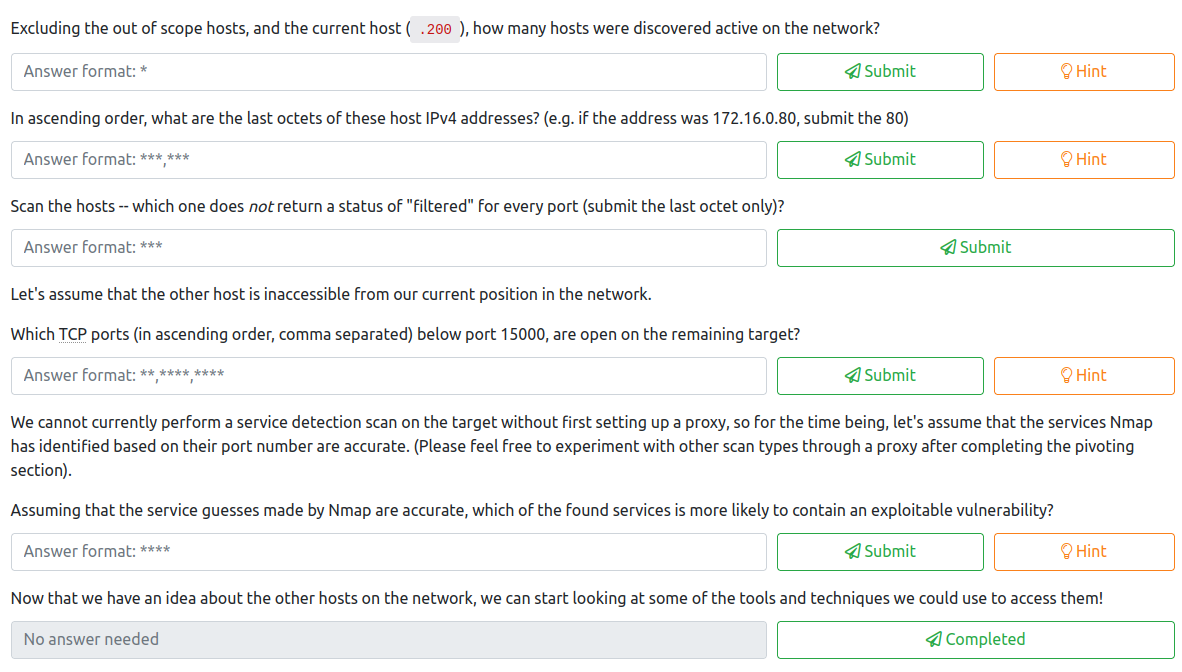 Excluding the out of scope hosts, and the current host ( .200 ), how many hosts were discovered active on the network?
Answer format: * Submit Hint
In ascending order, what are the last octets of these host IPv4 addresses? (e.g. if the address was 172.16.0.80, submit the 80)
Answer format: ***,*** Submit Hint
Scan the hosts -- which one does not return a status of "filtered" for every port (submit the last octet only)?
Answer format: *** Submit
Let's assume that the other host is inaccessible from our current position in the network.
Which TCP ports (in ascending order, comma separated) below port 15000, are open on the remaining target?
Answer format: **,****,**** Submit Hint
We cannot currently perform a service detection scan on the target without first setting up a proxy, so for the time being, let's assume that the services Nmap
has identified based on their port number are accurate. (Please feel free to experiment with other scan types through a proxy after completing the pivoting
section).
Assuming that the service guesses made by Nmap are accurate, which of the found services is more likely to contain an exploitable vulnerability?
Answer format: **** Submit Hint
Now that we have an idea about the other hosts on the network, we can start looking at some of the tools and techniques we could use to access them!
No answer needed Completed